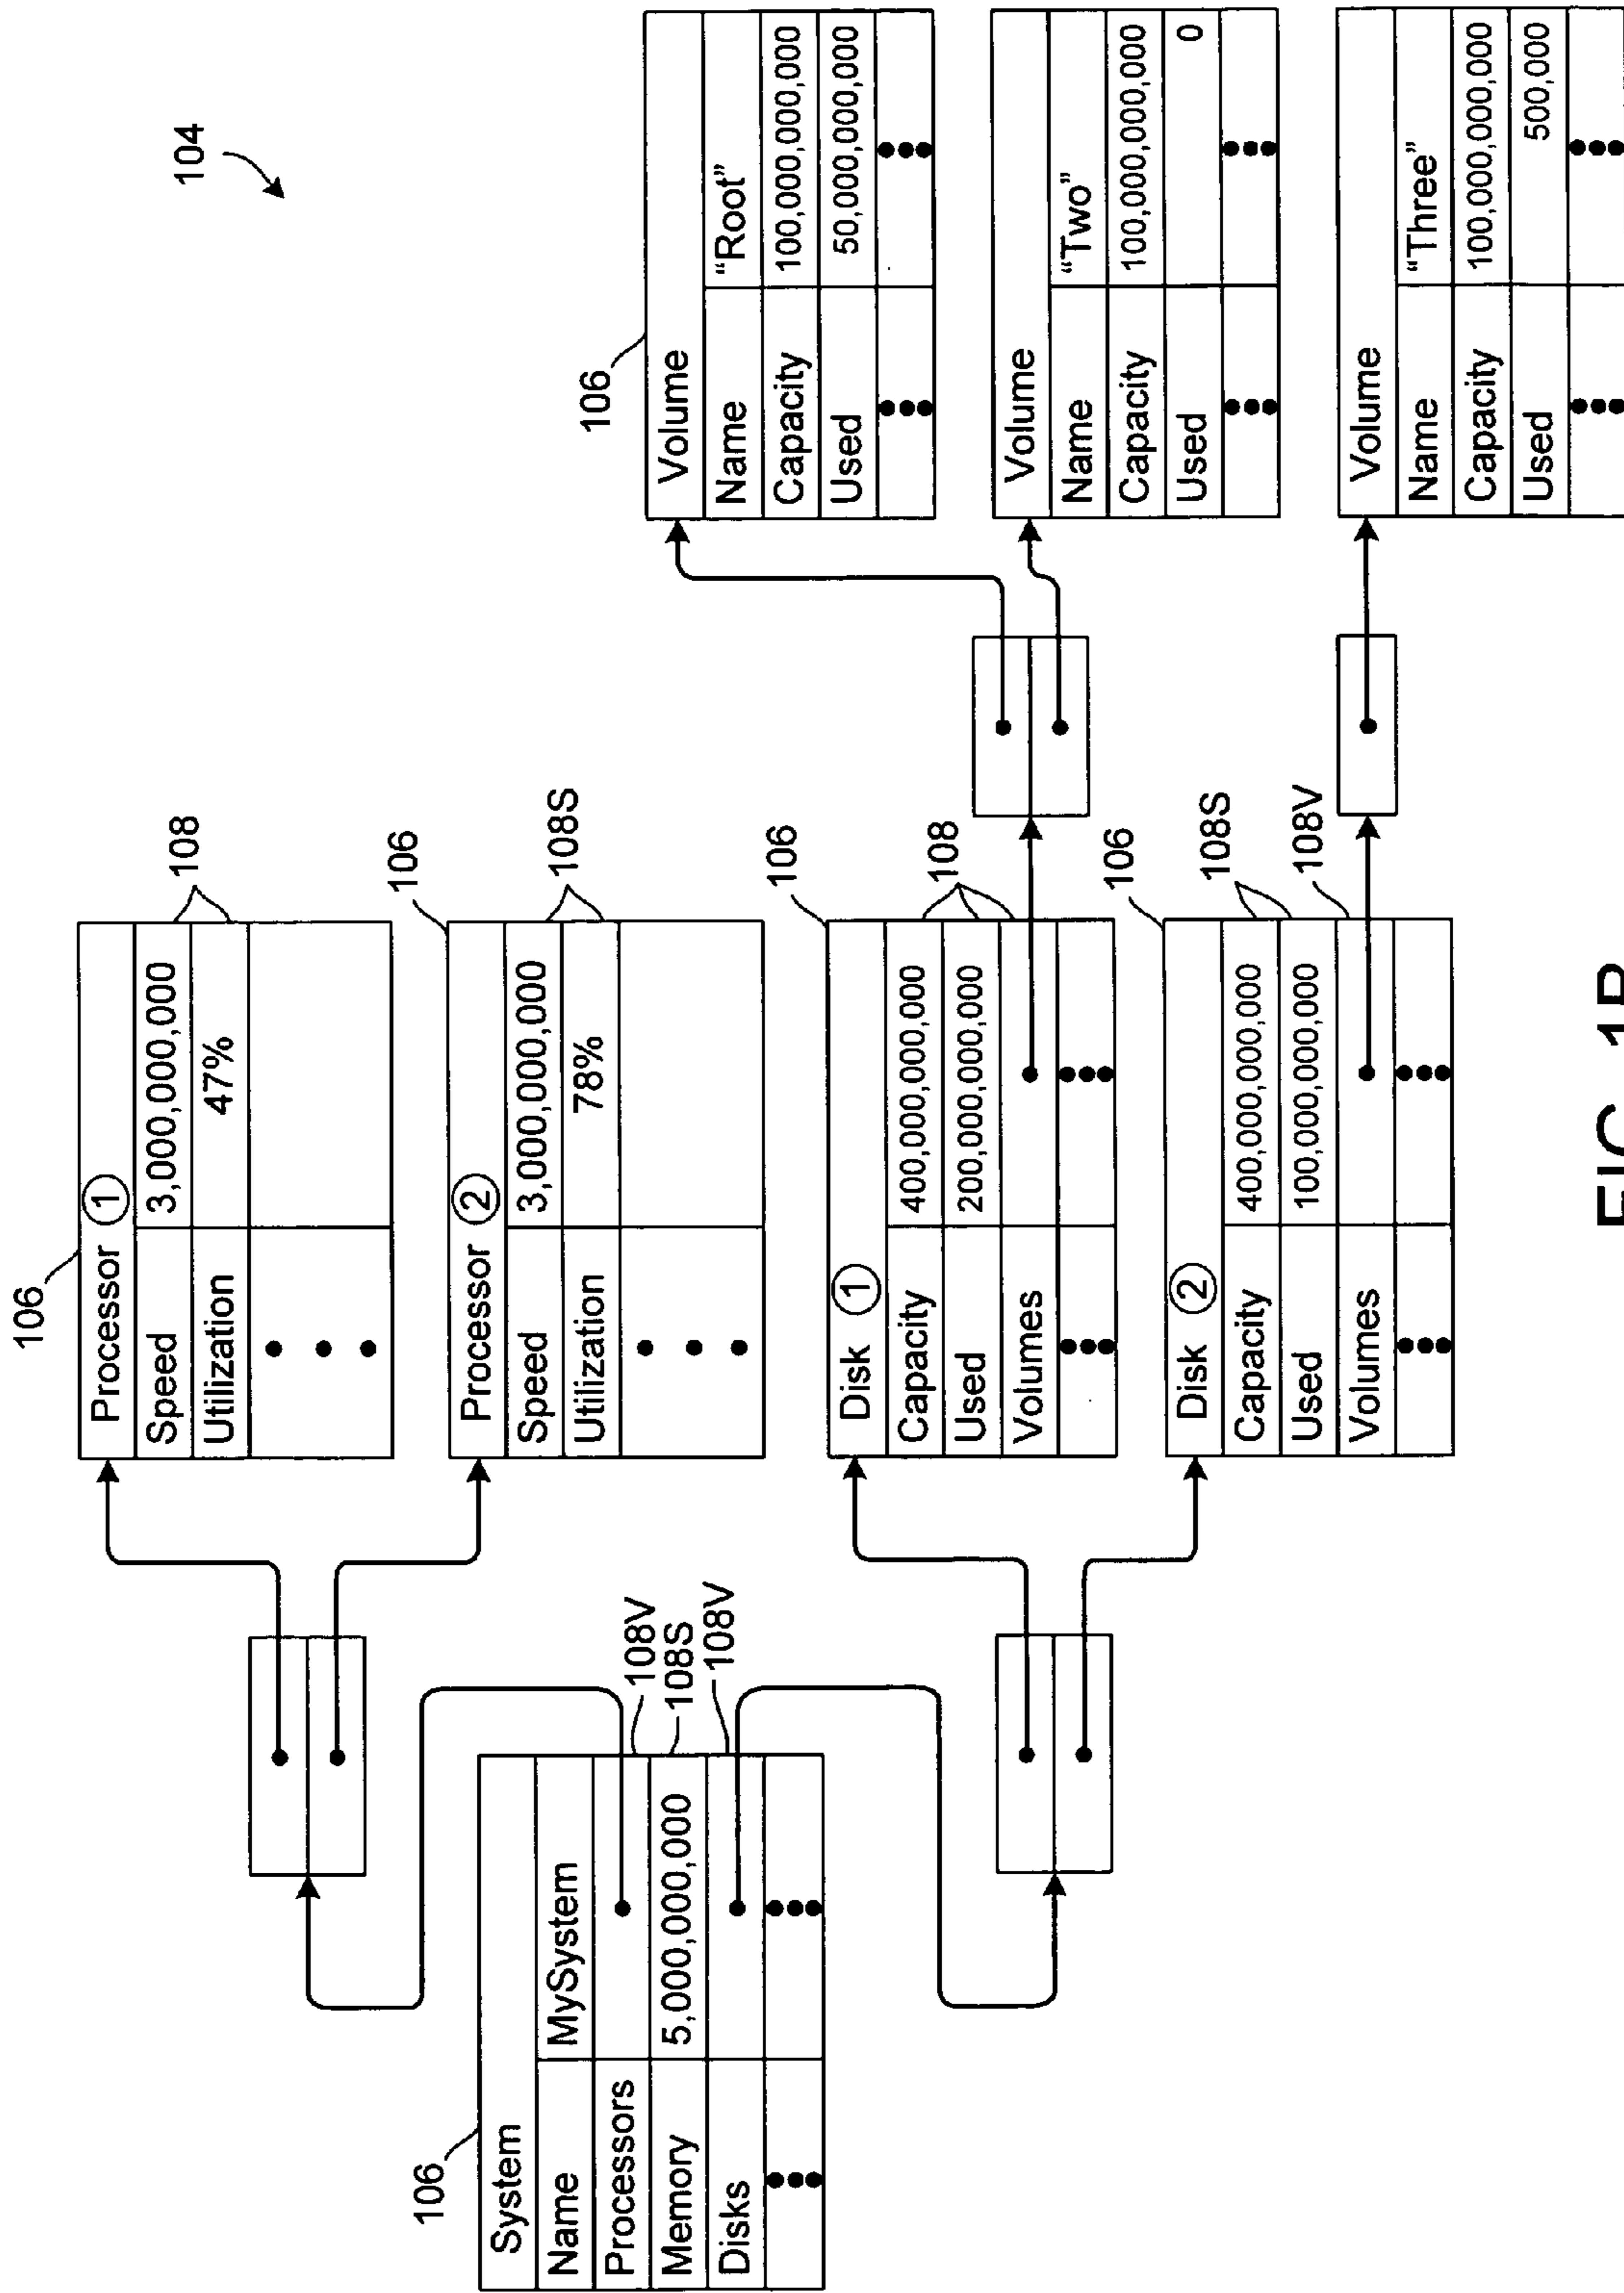 104
106
System
Name MySystem
Processors
Memory 5,000,000,000
Disks
108V
108S
108V
106
Processor ①
Speed 3,000,000,000
Utilization 47%
108
106
Processor ②
Speed 3,000,000,000
Utilization 78%
108S
106
Disk ①
Capacity 400,000,000,000
Used 200,000,000,000
Volumes
108
106
Disk ②
Capacity 400,000,000,000
Used 100,000,000,000
Volumes
108S
108V
106
Volume
Name “Root”
Capacity 100,000,000,000
Used 50,000,000,000
Volume
Name “Two”
Capacity 100,000,000,000
Used 0
Volume
Name “Three”
Capacity 100,000,000,000
Used 500,000
FIG. 1B